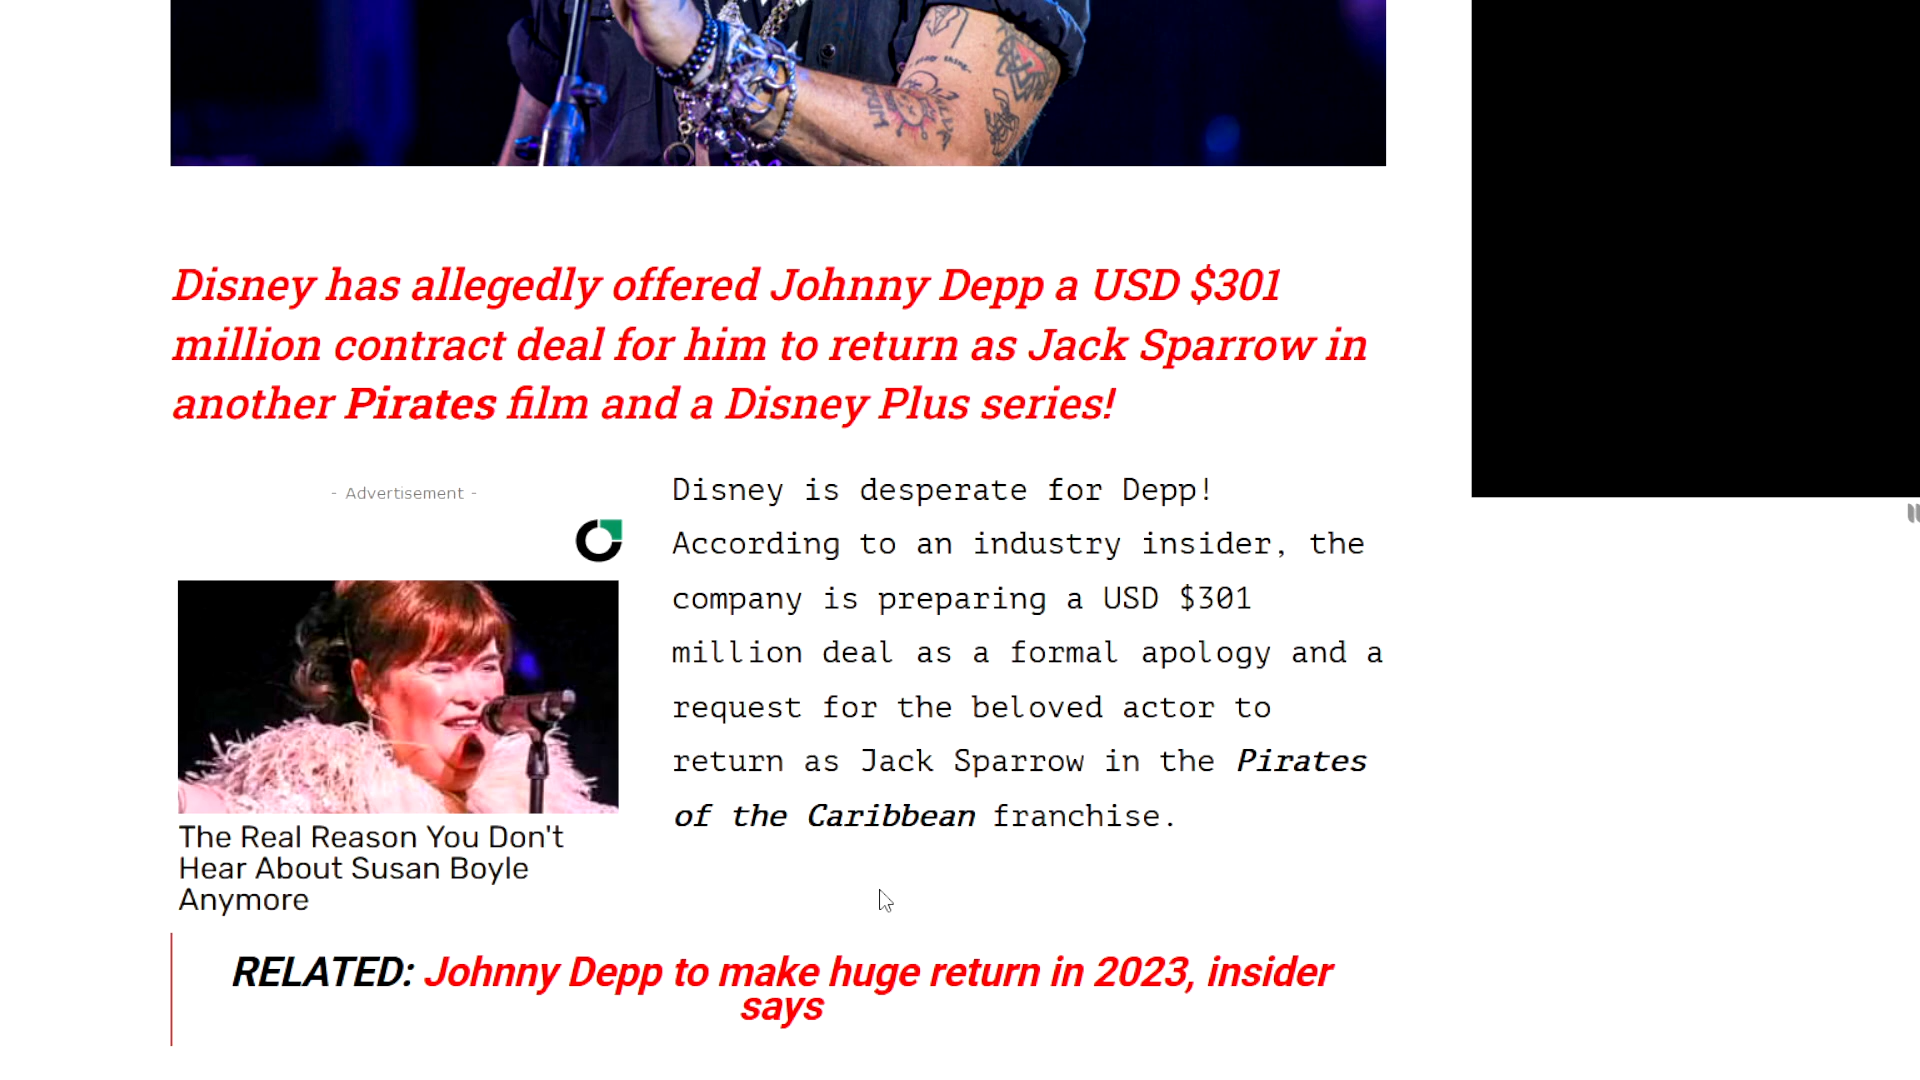 Disney has allegedly offered Johnny Depp a USD $301
million contract deal for him to return as Jack Sparrow in
another Pirates film and a Disney Plus series!
- Advertisement -
Disney is desperate for Depp!
According to an industry insider, the
company is preparing a USD $301
million deal as a formal apology and a
request for the beloved actor to
return as Jack Sparrow in the Pirates
of the Caribbean franchise.
The Real Reason You Don't
Hear About Susan Boyle
Anymore
RELATED: Johnny Depp to make huge return in 2023, insider
says